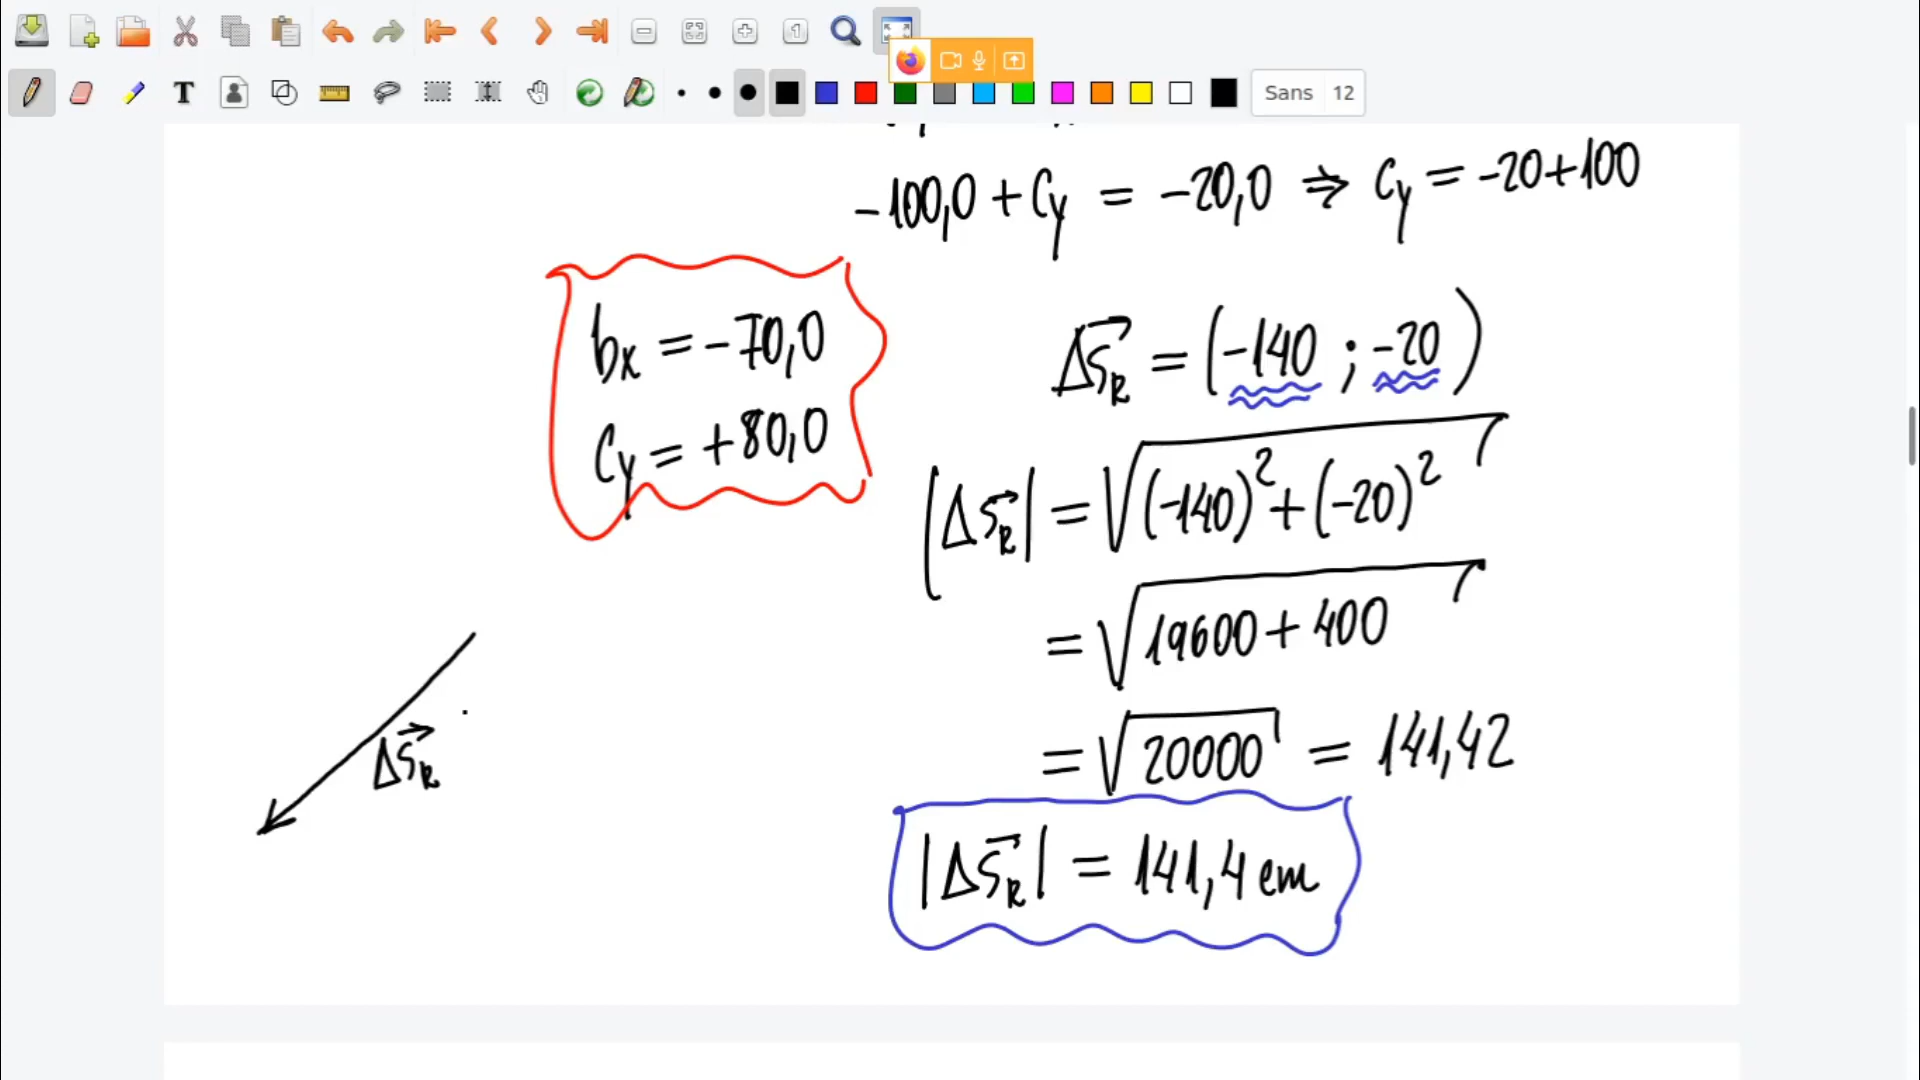 T
1
Sans 12
-100,0 + Cy = -20,0 ⇒ Cy = -20+100
bx = -70,0
Cy = +80,0
ΔS⃗R = (-140 ; -20)
|ΔS⃗R| = √(-140)² + (-20)²
= √19600 + 400
= √20000 = 141,42
ΔS⃗R
|ΔS⃗R| = 141,4 cm